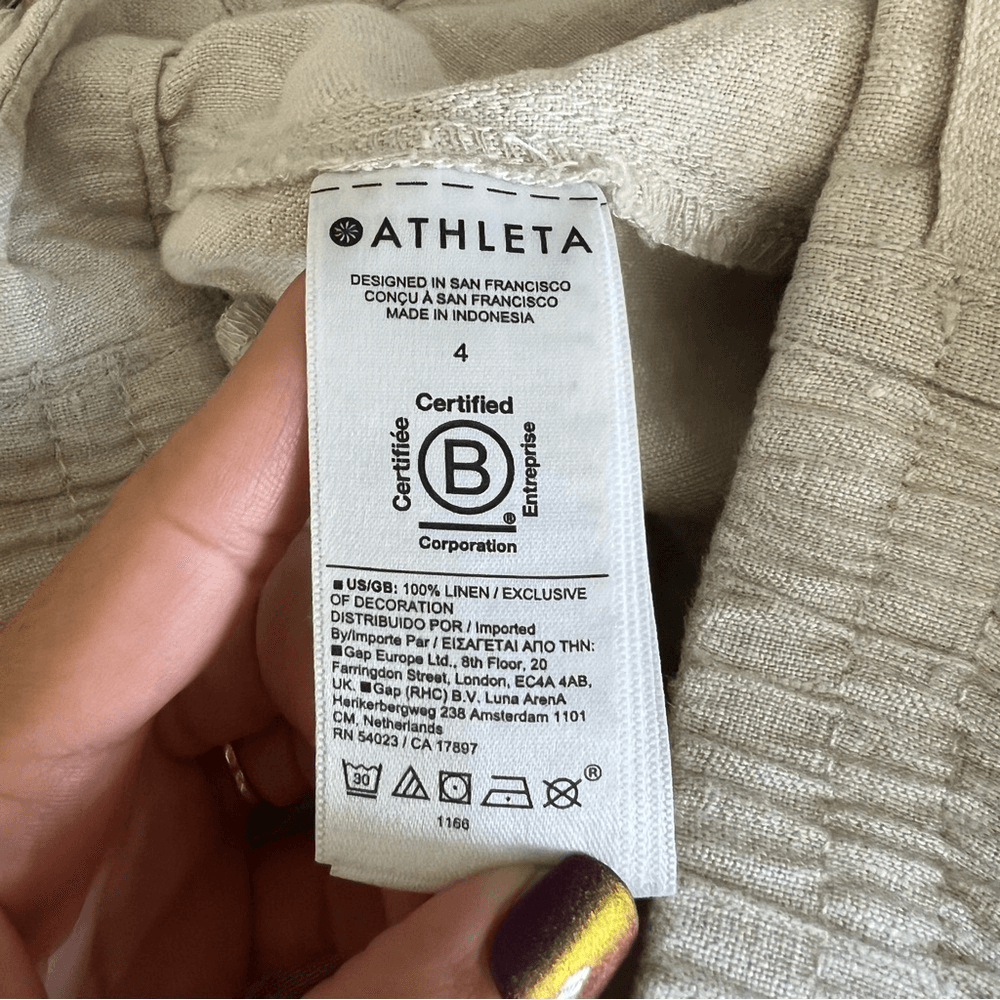 ATHLETA
DESIGNED IN SAN FRANCISCO
CONÇU À SAN FRANCISCO
MADE IN INDONESIA
4
Certified
Certifiée
B
Entreprise
®
Corporation
■ US/GB: 100% LINEN / EXCLUSIVE
OF DECORATION
DISTRIBUIDO POR / Imported
By/Importe Par / ΕΙΣΑΓΕΤΑΙ ΑΠΟ ΤΗΝ:
■Gap Europe Ltd., 8th Floor, 20
Farringdon Street, London, EC4A 4AB,
UK. ■Gap (RHC) B.V. Luna ArenA
Herikerbergweg 238 Amsterdam 1101
CM, Netherlands
RN 54023 / CA 17897
30 ®
1166